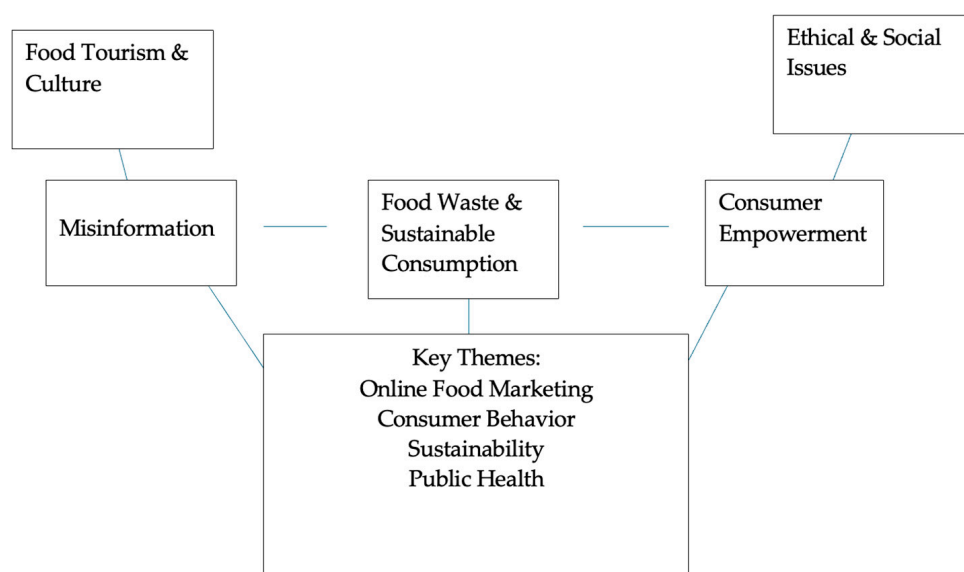 Food Tourism &
Culture
Ethical & Social
Issues
Misinformation
Food Waste &
Sustainable
Consumption
Consumer
Empowerment
Key Themes:
Online Food Marketing
Consumer Behavior
Sustainability
Public Health